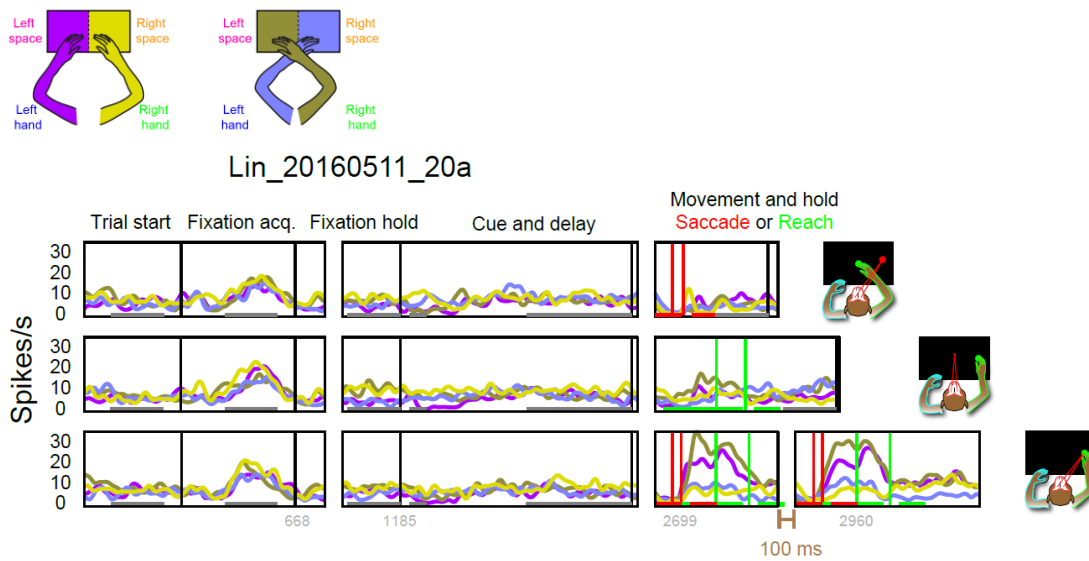 Left space
Right space
Left space
Right space
Left hand
Right hand
Left hand
Right hand
Lin_20160511_20a
Movement and hold
Trial start Fixation acq. Fixation hold Cue and delay Saccade or Reach
Spikes/s
30
20
10
0
30
20
10
0
30
20
10
0
668 1185 2699 2960
100 ms